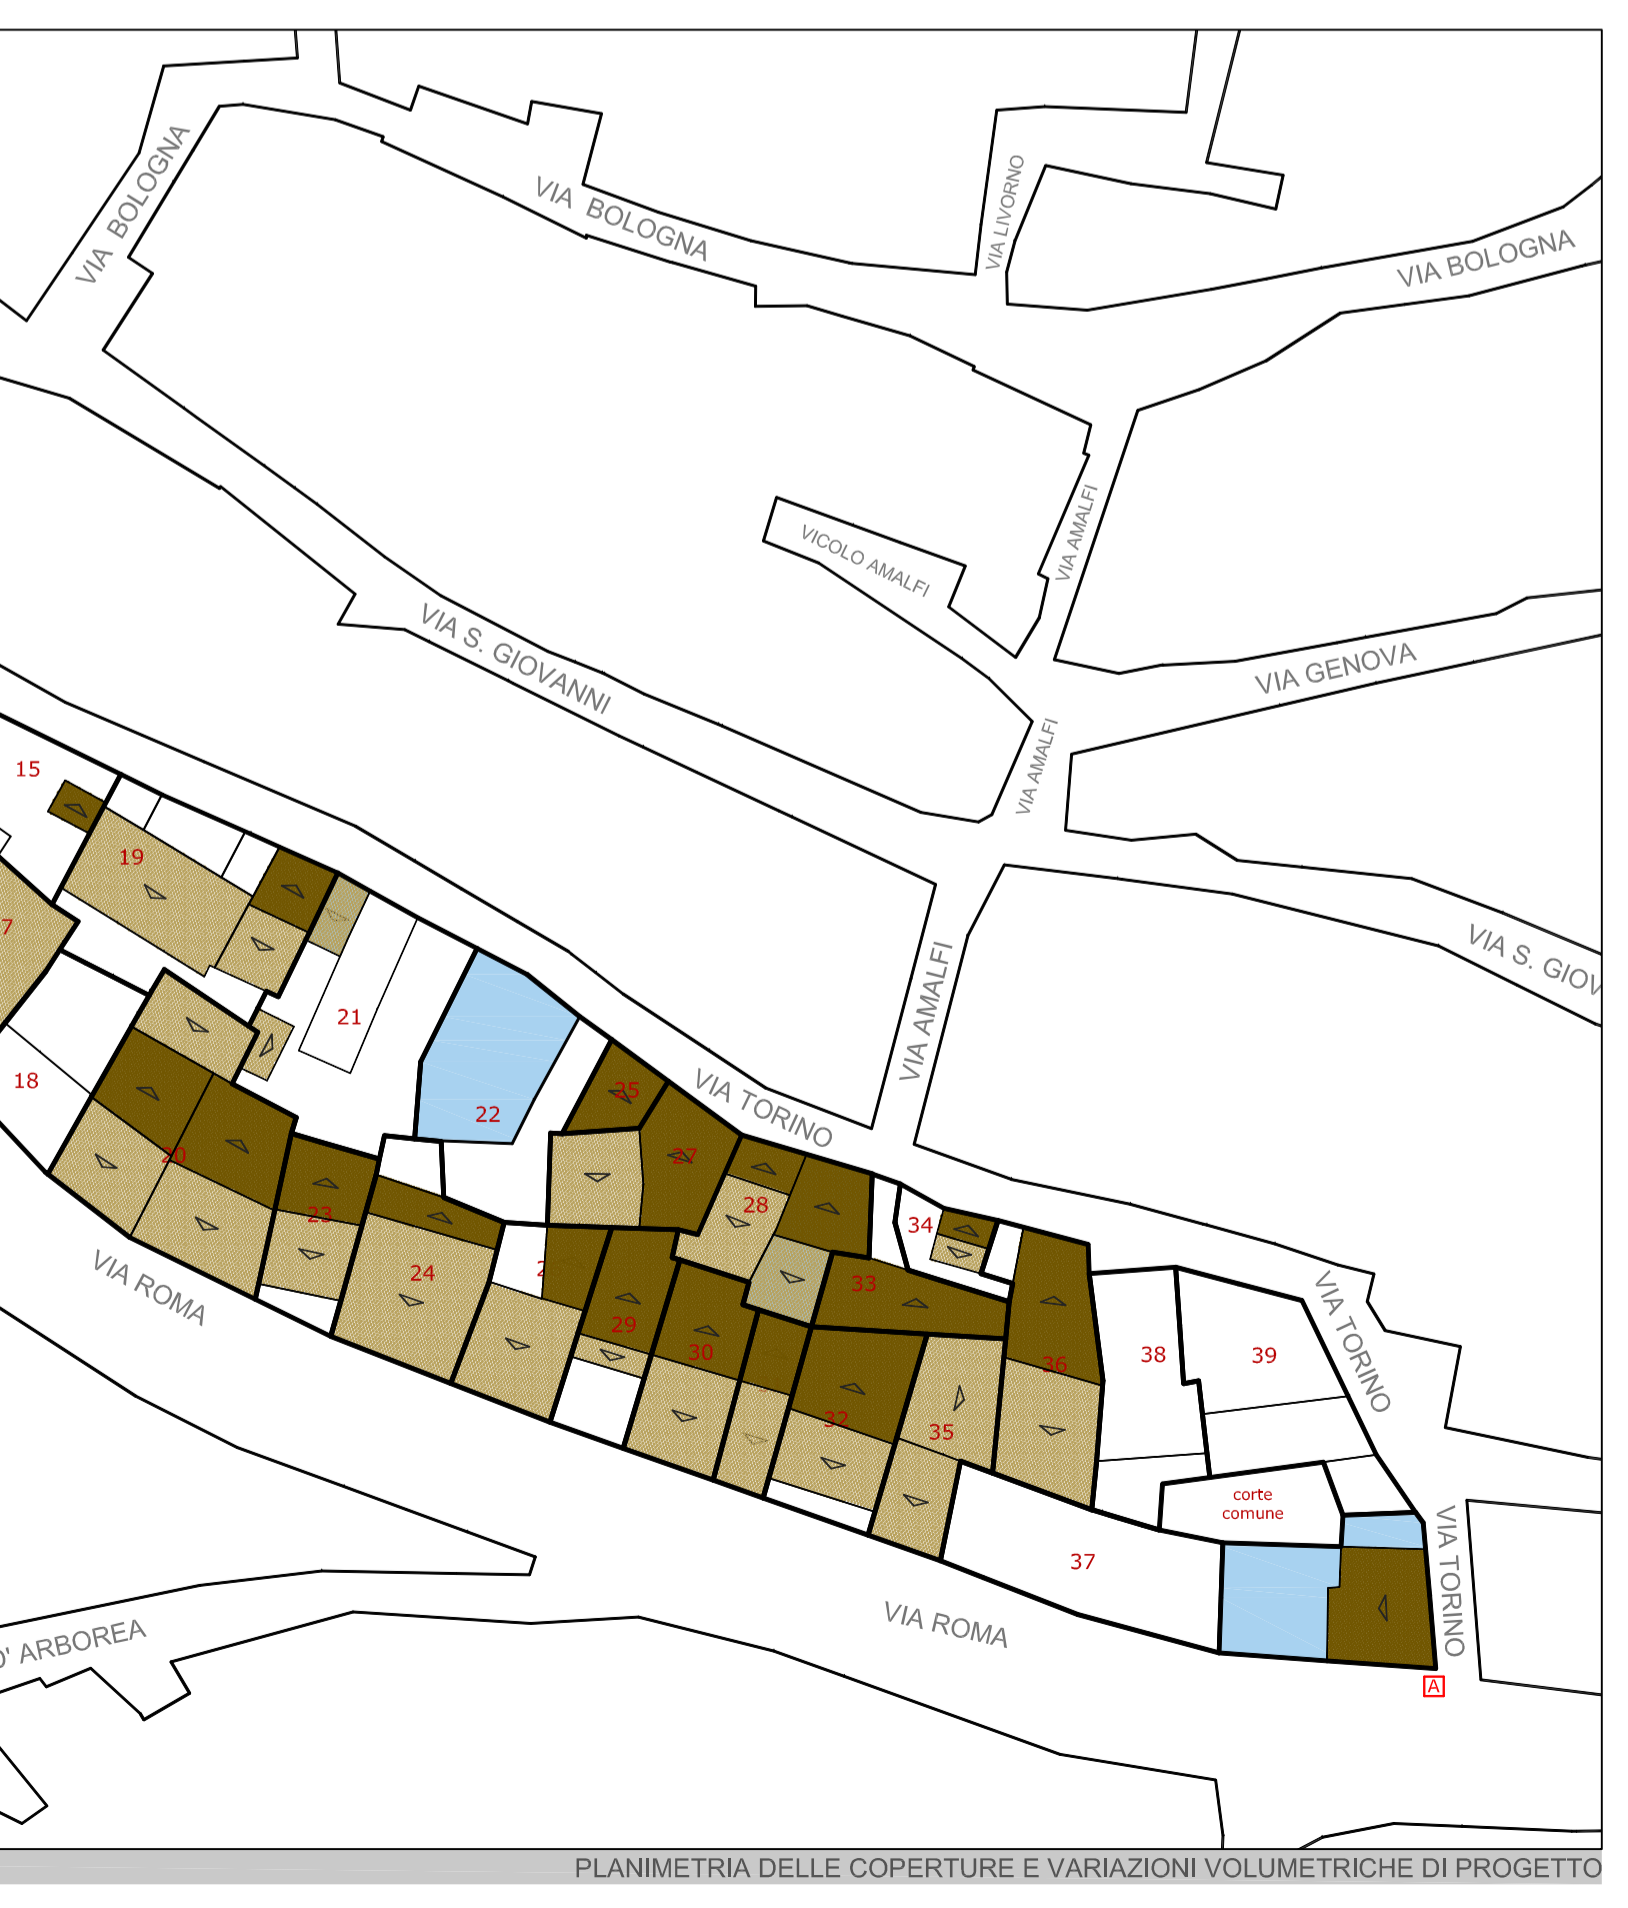 VIA BOLOGNA
VIA BOLOGNA
VIA LIVORNO
VIA BOLOGNA
VICOLO AMALFI
VIA AMALFI
VIA S. GIOVANNI
VIA GENOVA
VIA AMALFI
15
19
7
VIA S. GIOV
VIA AMALFI
21
18
22
VIA TORINO
25
20
27
28
23
34
VIA ROMA
24
33
VIA TORINO
29
30
36
38
39
32
35
corte
comune
37
VIA TORINO
VIA ROMA
D' ARBOREA
A
PLANIMETRIA DELLE COPERTURE E VARIAZIONI VOLUMETRICHE DI PROGETTO